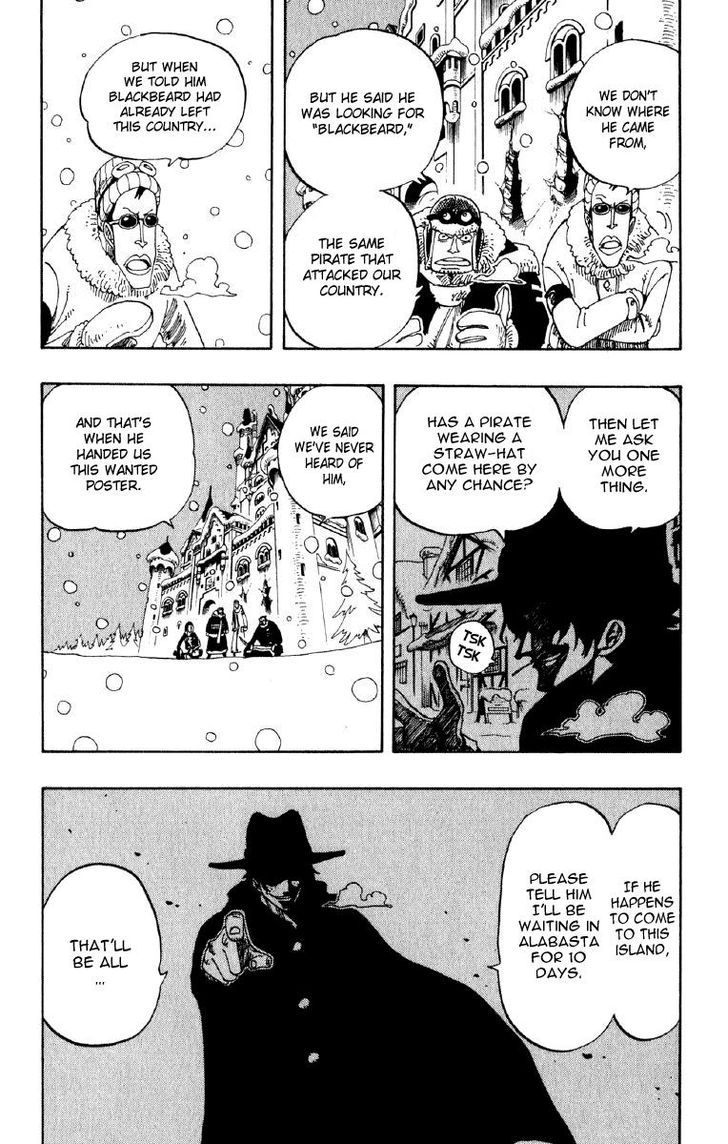 WE DON'T
KNOW WHERE
HE CAME
FROM,
BUT HE SAID HE
WAS LOOKING FOR
"BLACKBEARD,"
THE SAME
PIRATE THAT
ATTACKED OUR
COUNTRY.
BUT WHEN
WE TOLD HIM
BLACKBEARD HAD
ALREADY LEFT
THIS COUNTRY...
THEN LET
ME ASK
YOU ONE
MORE
THING.
HAS A PIRATE
WEARING A
STRAW-HAT
COME HERE BY
ANY CHANCE?
TSK
TSK
WE SAID
WE'VE NEVER
HEARD OF
HIM,
AND THAT'S
WHEN HE
HANDED US
THIS WANTED
POSTER.
IF HE
HAPPENS
TO COME
TO THIS
ISLAND,
PLEASE
TELL HIM
I'LL BE
WAITING IN
ALABASTA
FOR 10
DAYS.
THAT'LL
BE ALL
...